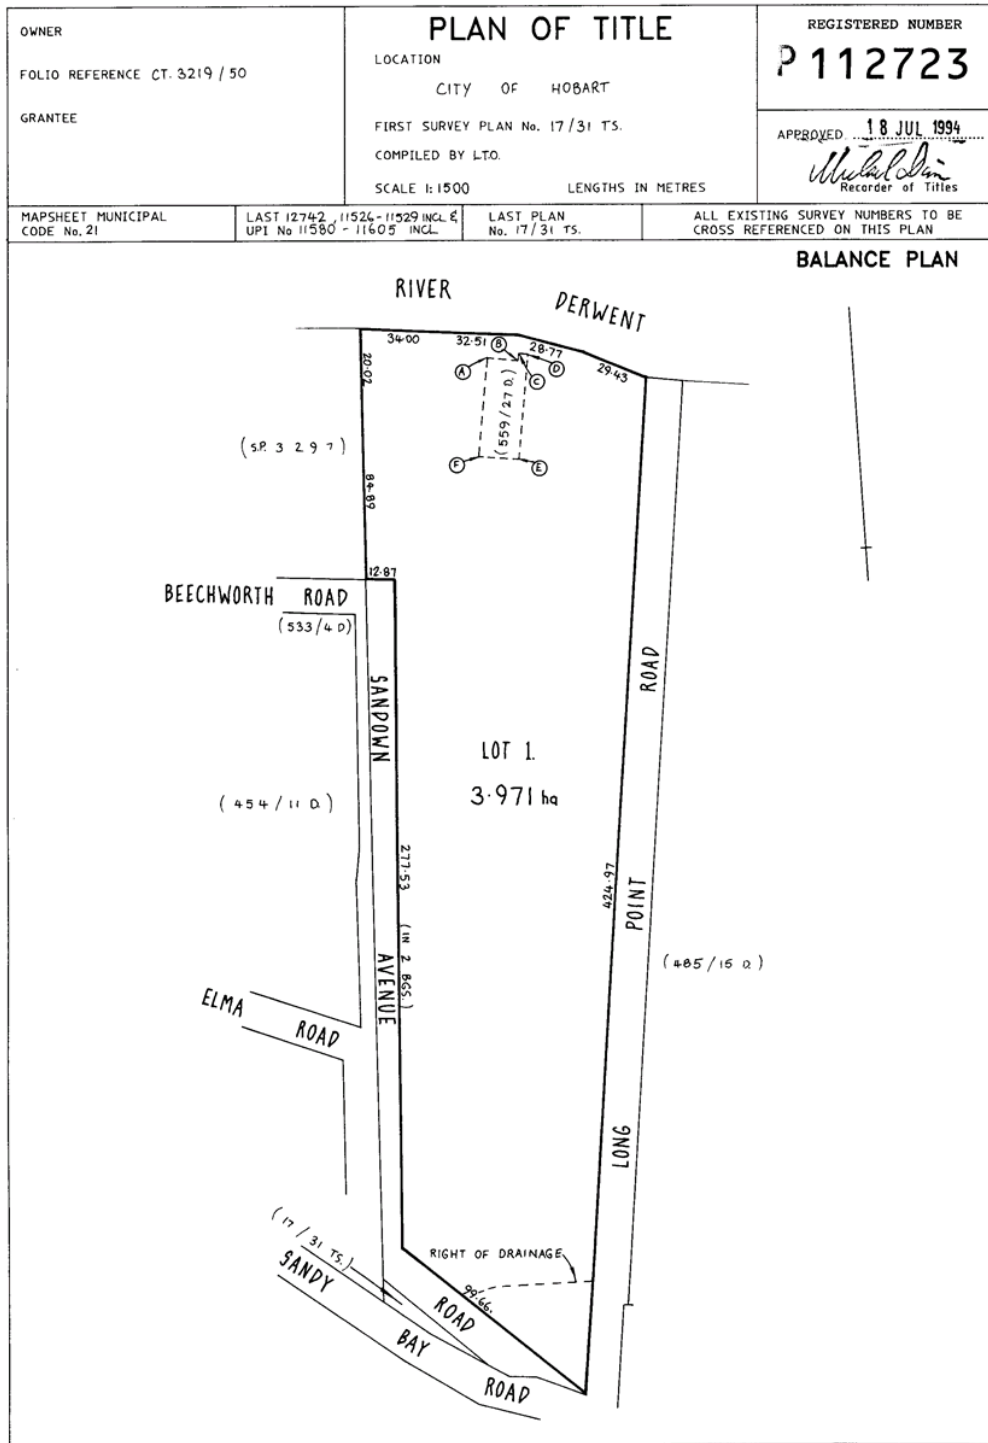 OWNER
FOLIO REFERENCE CT. 3219 / 50
GRANTEE
PLAN OF TITLE
LOCATION
CITY OF HOBART
FIRST SURVEY PLAN No. 17/31 TS.
COMPILED BY L.T.O.
SCALE 1:1500 LENGTHS IN METRES
REGISTERED NUMBER
P112723
APPROVED 18 JUL 1994
Recorder of Titles
MAPSHEET MUNICIPAL
CODE No. 21
LAST 12742, 11526-11529 INCL &
UPI No 11580 - 11605 INCL
LAST PLAN
No. 17/31 TS.
ALL EXISTING SURVEY NUMBERS TO BE
CROSS REFERENCED ON THIS PLAN
BALANCE PLAN
RIVER DERWENT
34.00
32.51
B
28.77
29.43
20.02
A
D
C
(559/27 D.)
(S.P. 3297)
F
E
84.89
12.87
BEECHWORTH ROAD
(533/4 D)
SANDOWN AVENUE
LOT 1.
3.971 ha
(454/11 D.)
277.53
(IN 2 BGS.)
424.97
LONG POINT ROAD
(485/15 D)
ELMA ROAD
(17/31 TS.)
RIGHT OF DRAINAGE
99.66.
ROAD
SANDY BAY ROAD